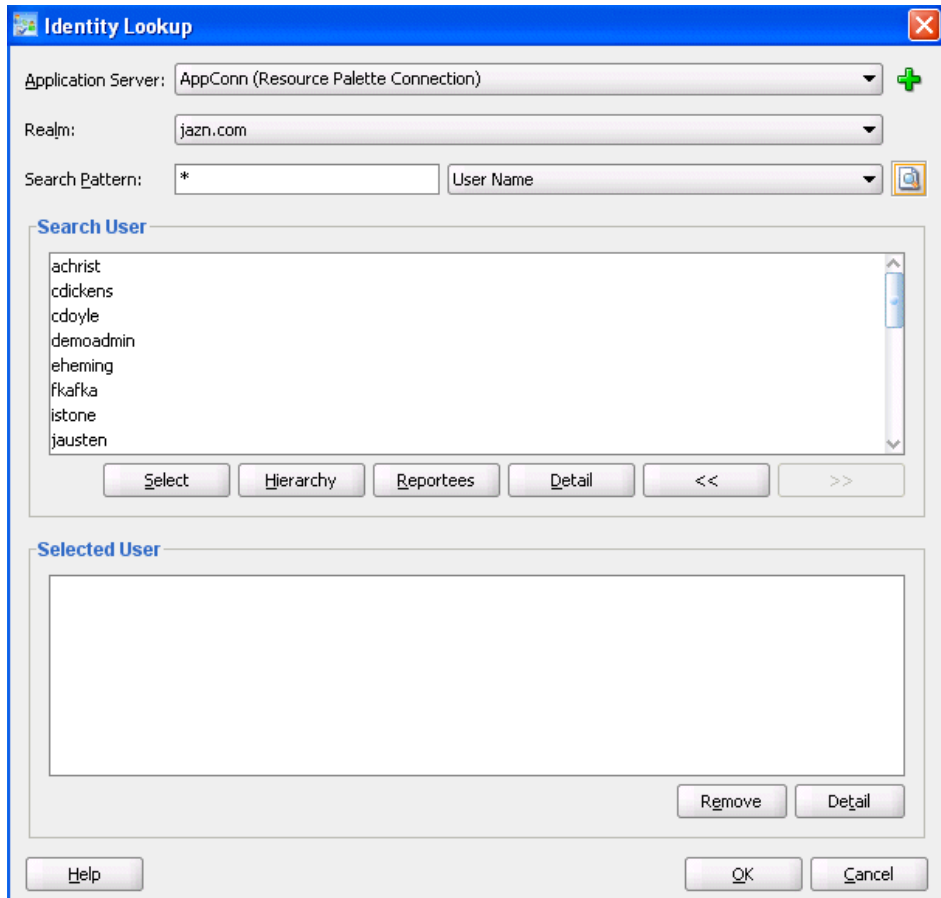 Identity Lookup
Application Server: AppConn (Resource Palette Connection)
Realm: jazn.com
Search Pattern: * User Name
Search User
achrist
cdickens
cdoyle
demoadmin
eheming
fkafka
istone
jausten
Select Hierarchy Reportees Detail << >>
Selected User
Remove Detail
Help OK Cancel